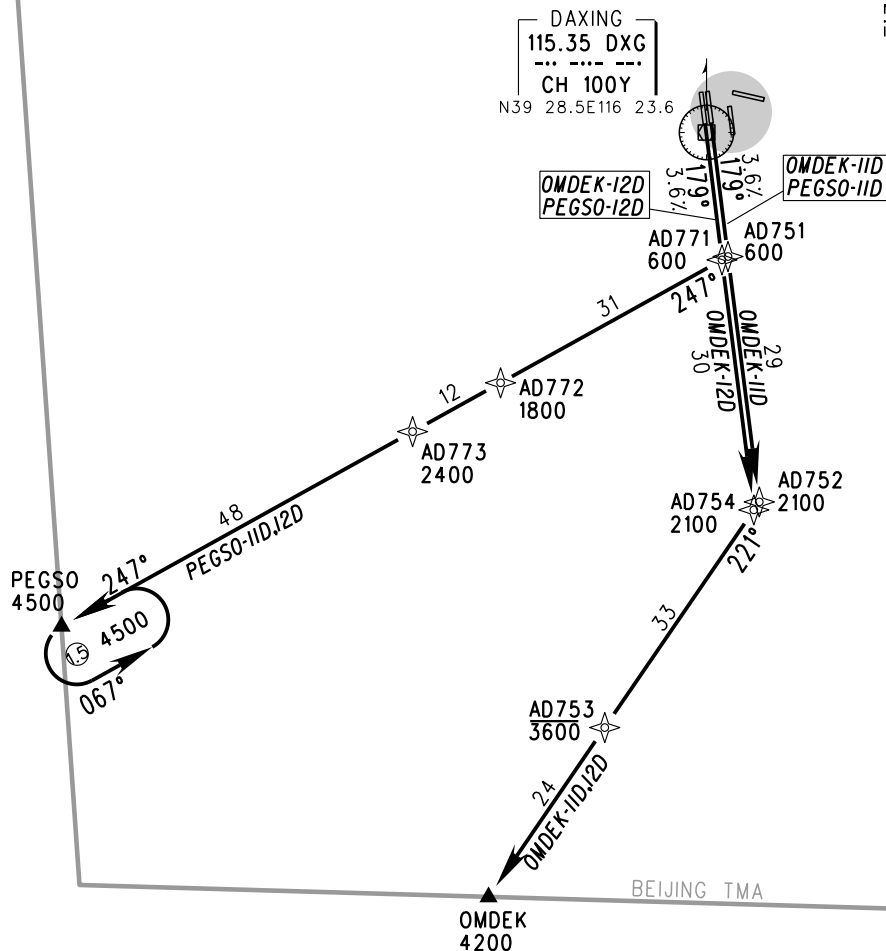 DAXING
115.35 DXG
-·· -··- --·
CH 100Y
N39 28.5E116 23.6
3.6%
179°
179°
3.6%
OMDEK-12D
PEGSO-12D
OMDEK-11D
PEGSO-11D
AD771
600
AD751
600
247°
31
29
OMDEK-11D
OMDEK-12D
30
AD772
1800
12
AD773
2400
48
PEGSO-11D,12D
AD752
2100
AD754
2100
221°
PEGSO
4500
247°
1.5
4500
067°
33
AD753
3600
24
OMDEK-11D,12D
BEIJING TMA
OMDEK
4200